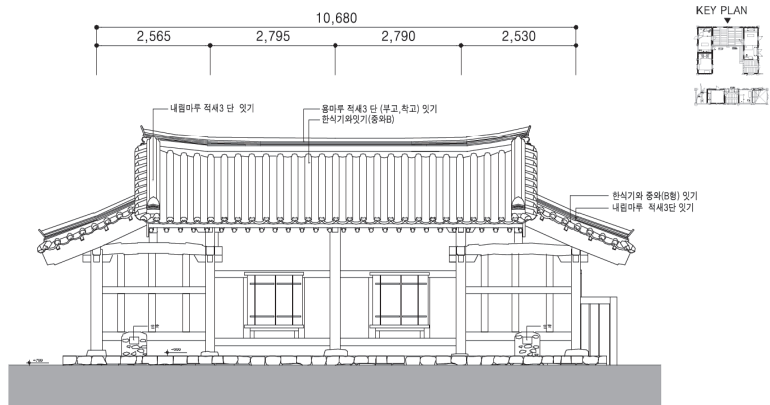 KEY PLAN
10,680
2,565 2,795 2,790 2,530
내림마루 적새3 단 잇기
용마루 적새 3 단 (부고,착고) 잇기
한식기와잇기(중와B)
한식기와 중와(B형) 잇기
내림마루 적새3단 잇기